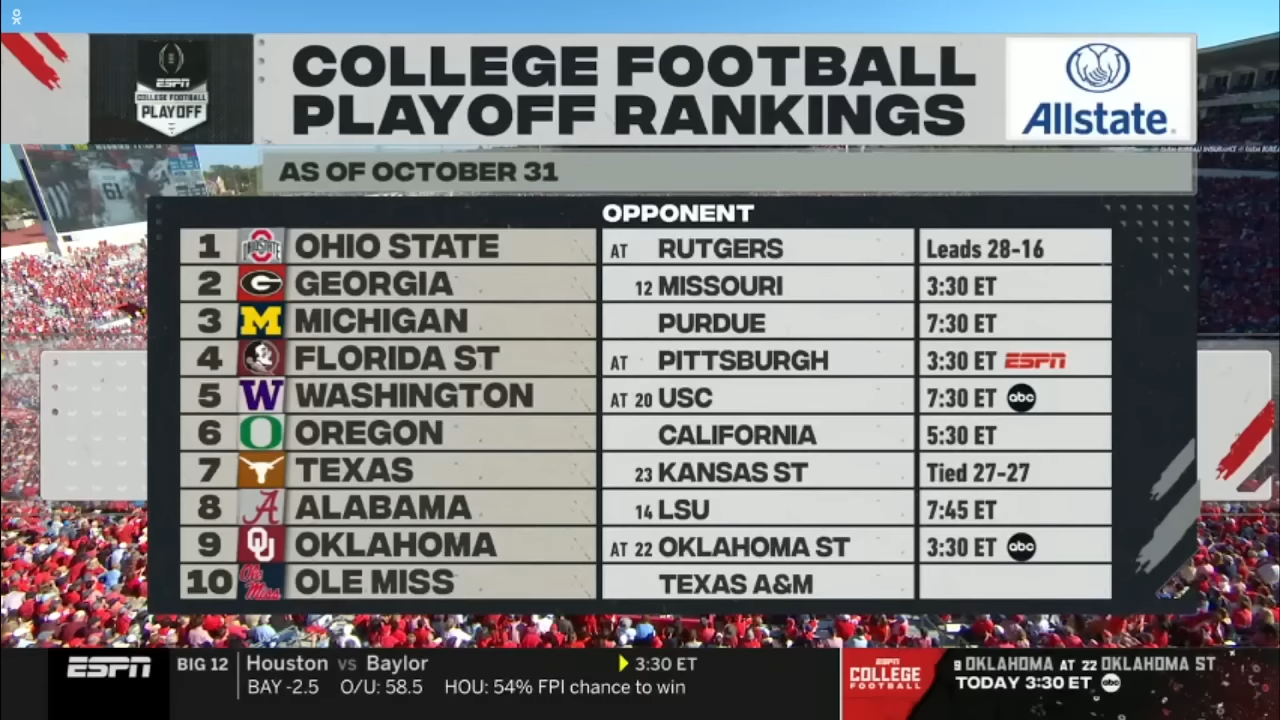 COLLEGE FOOTBALL
PLAYOFF RANKINGS
ESPN
COLLEGE FOOTBALL
PLAYOFF
Allstate
AS OF OCTOBER 31
61
OPPONENT
1 OHIO STATE AT RUTGERS Leads 28-16
2 GEORGIA 12 MISSOURI 3:30 ET
3 M MICHIGAN PURDUE 7:30 ET
4 FLORIDA ST AT PITTSBURGH 3:30 ET ESPN
5 W WASHINGTON AT 20 USC 7:30 ET abc
6 O OREGON CALIFORNIA 5:30 ET
7 TEXAS 23 KANSAS ST Tied 27-27
8 A ALABAMA 14 LSU 7:45 ET
9 OU OKLAHOMA AT 22 OKLAHOMA ST 3:30 ET abc
10 Ole Miss OLE MISS TEXAS A&M
ESPN BIG 12 Houston vs Baylor 3:30 ET
BAY -2.5 O/U: 58.5 HOU: 54% FPI chance to win
ESPN
COLLEGE
FOOTBALL
9 OKLAHOMA AT 22 OKLAHOMA ST
TODAY 3:30 ET abc